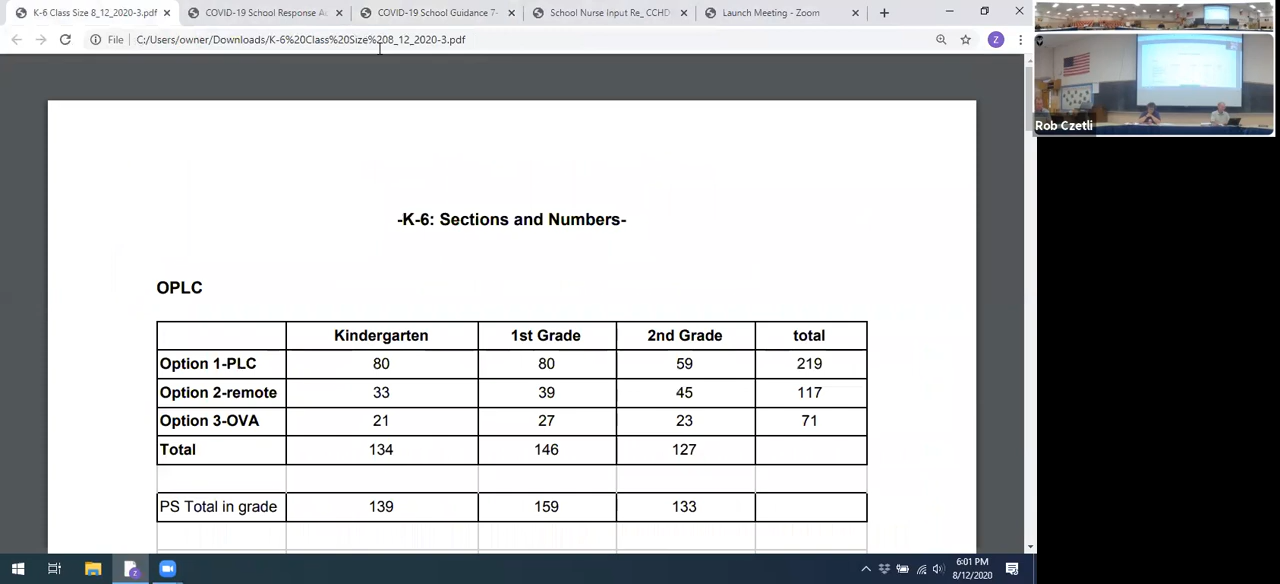 K-6 Class Size 8_12_2020-3.pdf
COVID-19 School Response Au
COVID-19 School Guidance 7-
School Nurse Input Re_ CCHD
Launch Meeting - Zoom
File C:/Users/owner/Downloads/K-6%20Class%20Size%208_12_2020-3.pdf
Z
Rob Czetli
-K-6: Sections and Numbers-
OPLC
Kindergarten 1st Grade 2nd Grade total
Option 1-PLC 80 80 59 219
Option 2-remote 33 39 45 117
Option 3-OVA 21 27 23 71
Total 134 146 127
PS Total in grade 139 159 133
6:01 PM
8/12/2020